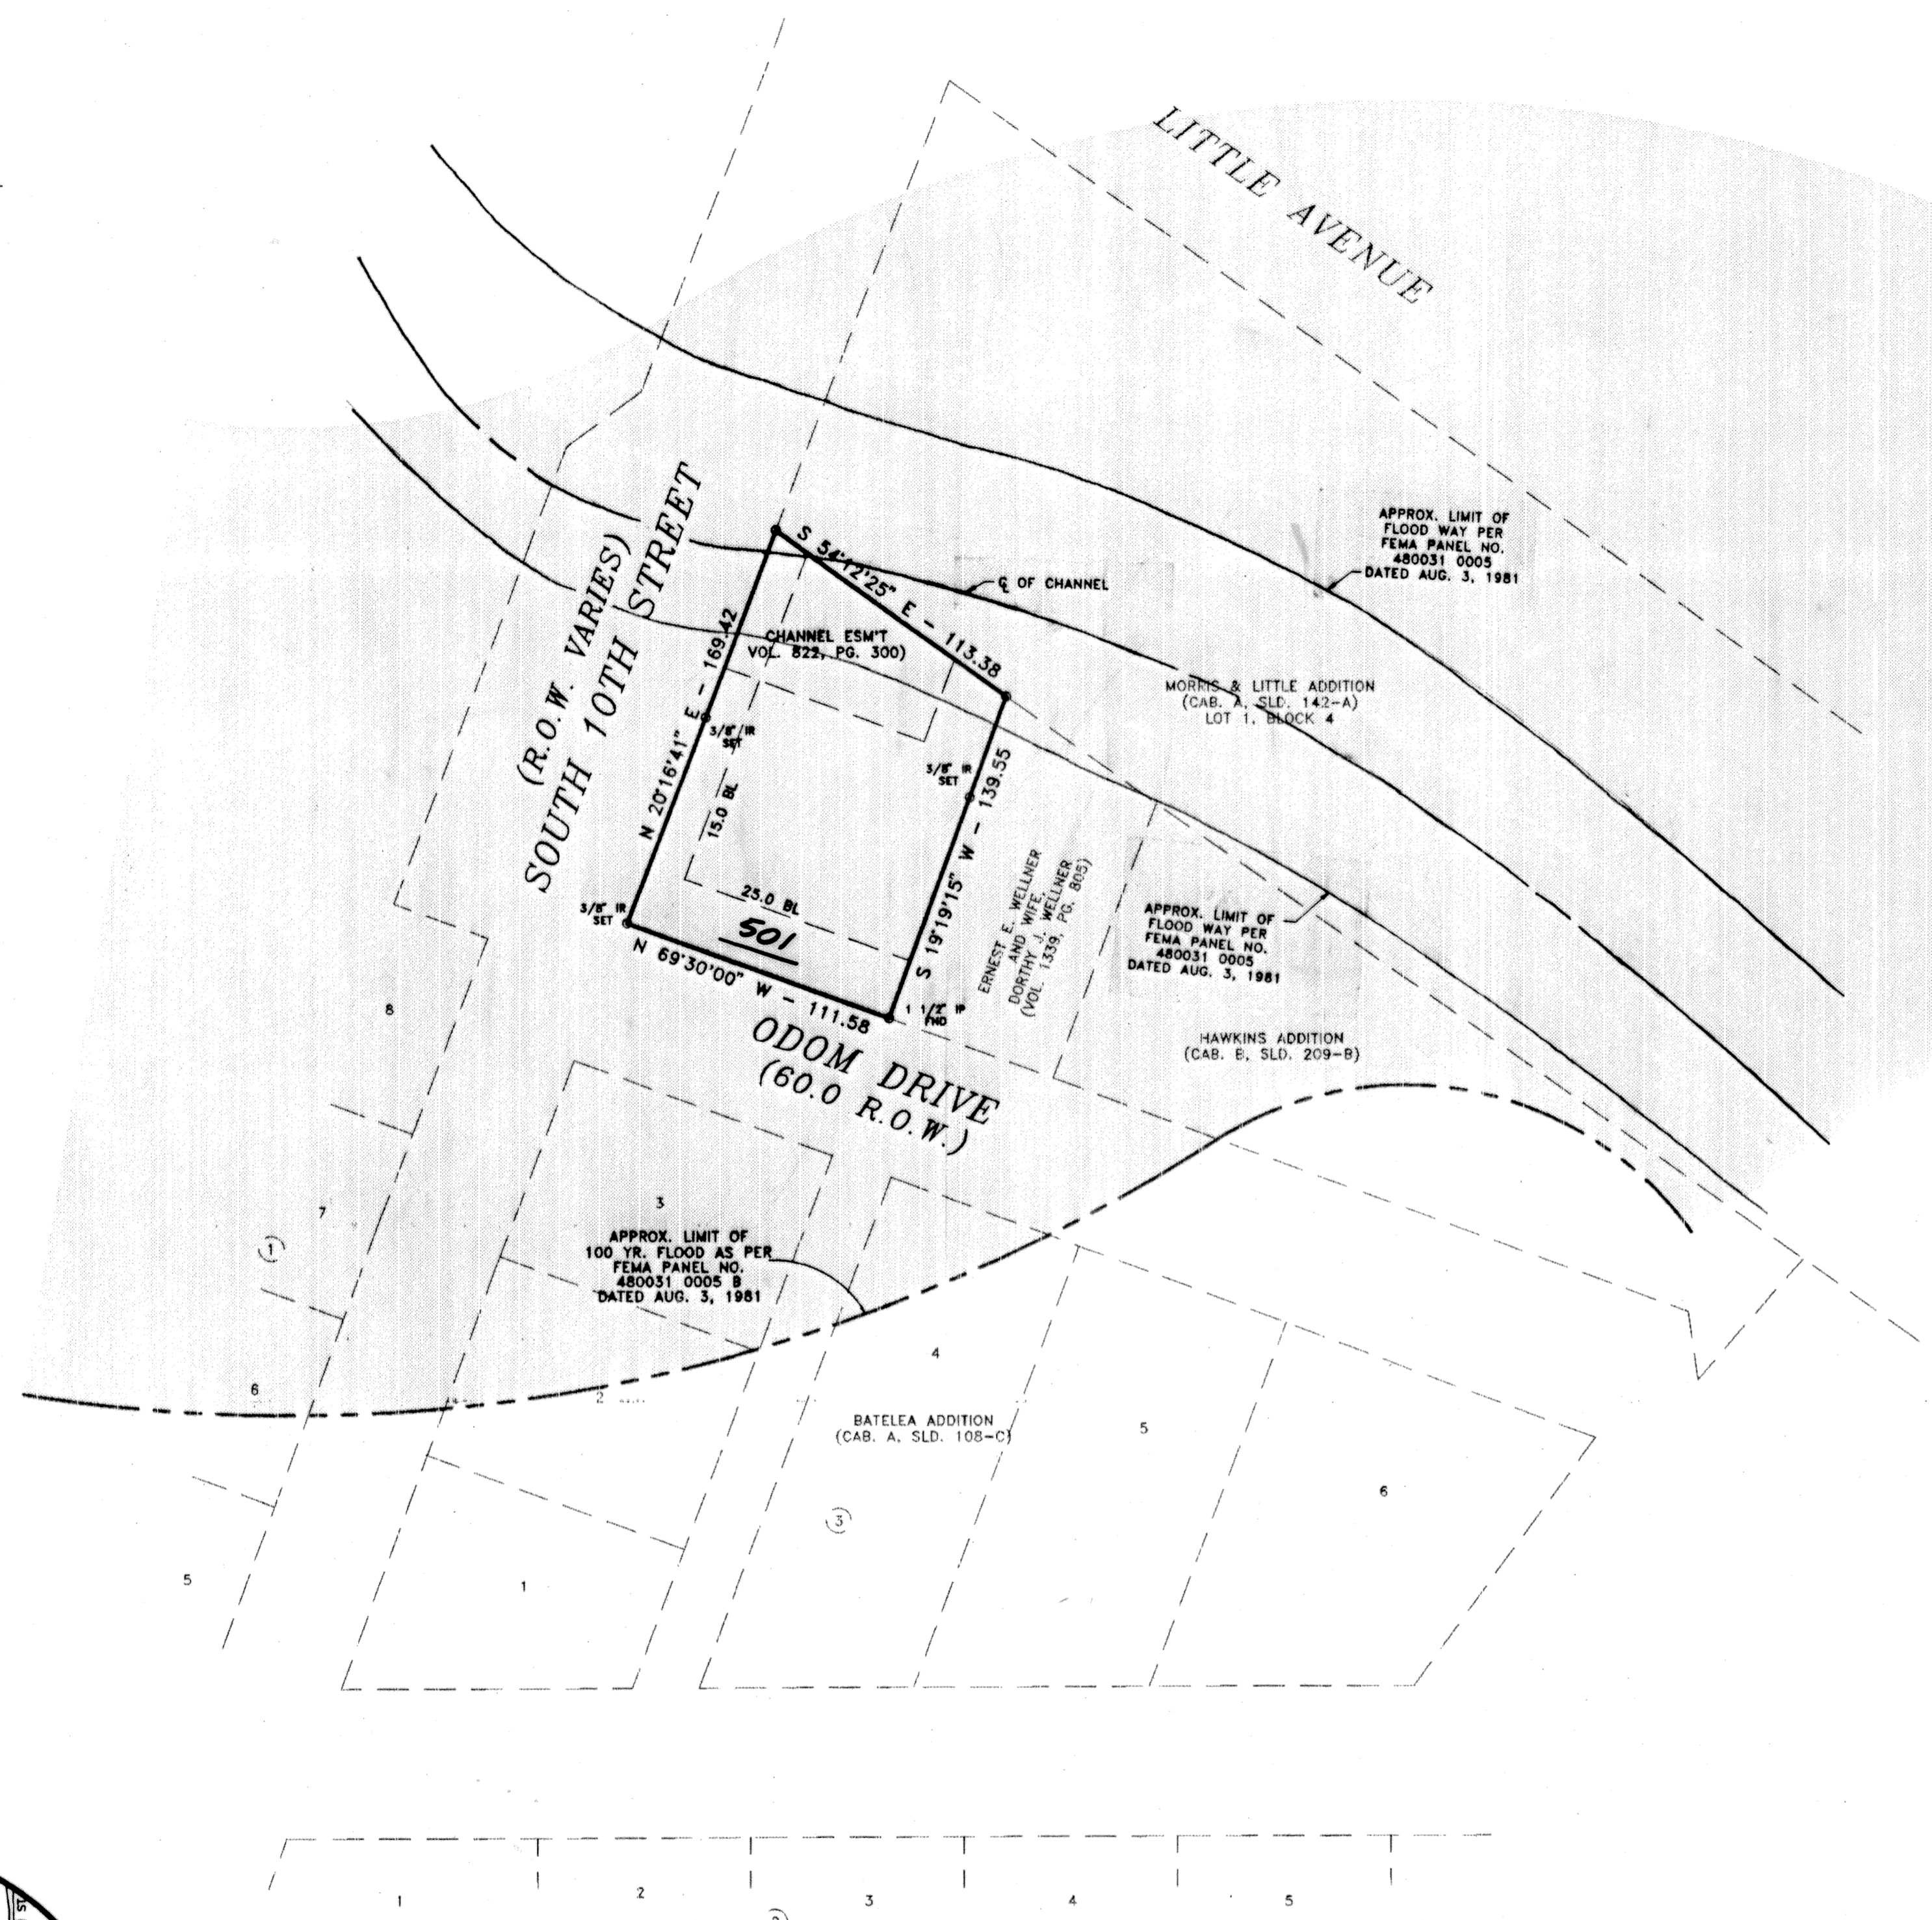 LITTLE AVENUE
(R.O.W. VARIES)
SOUTH 10TH STREET
APPROX. LIMIT OF
FLOOD WAY PER
FEMA PANEL NO.
480031 0005
DATED AUG. 3, 1981
S 54°12'25" E - 113.38
℄ OF CHANNEL
CHANNEL ESM'T
VOL. 822, PG. 300)
N 20°16'41" E - 169.42
3/8" IR
SET
MORRIS & LITTLE ADDITION
(CAB. A, SLD. 142-A)
LOT 1, BLOCK 4
3/8" IR
SET
S 19°19'15" W - 139.55
15.0 BL
25.0 BL
501
3/8" IR
SET
N 69°30'00" W - 111.58
1 1/2" IP
FND
ERNEST E. WELLNER
AND WIFE,
DORTHY J. WELLNER
(VOL. 1339, PG. 805)
APPROX. LIMIT OF
FLOOD WAY PER
FEMA PANEL NO.
480031 0005
DATED AUG. 3, 1981
HAWKINS ADDITION
(CAB. B, SLD. 209-B)
ODOM DRIVE
(60.0 R.O.W.)
8
7
1
3
APPROX. LIMIT OF
100 YR. FLOOD AS PER
FEMA PANEL NO.
480031 0005 B
DATED AUG. 3, 1981
6
2
4
BATELEA ADDITION
(CAB. A, SLD. 108-C)
5
6
3
5
1
1
2
3
4
5